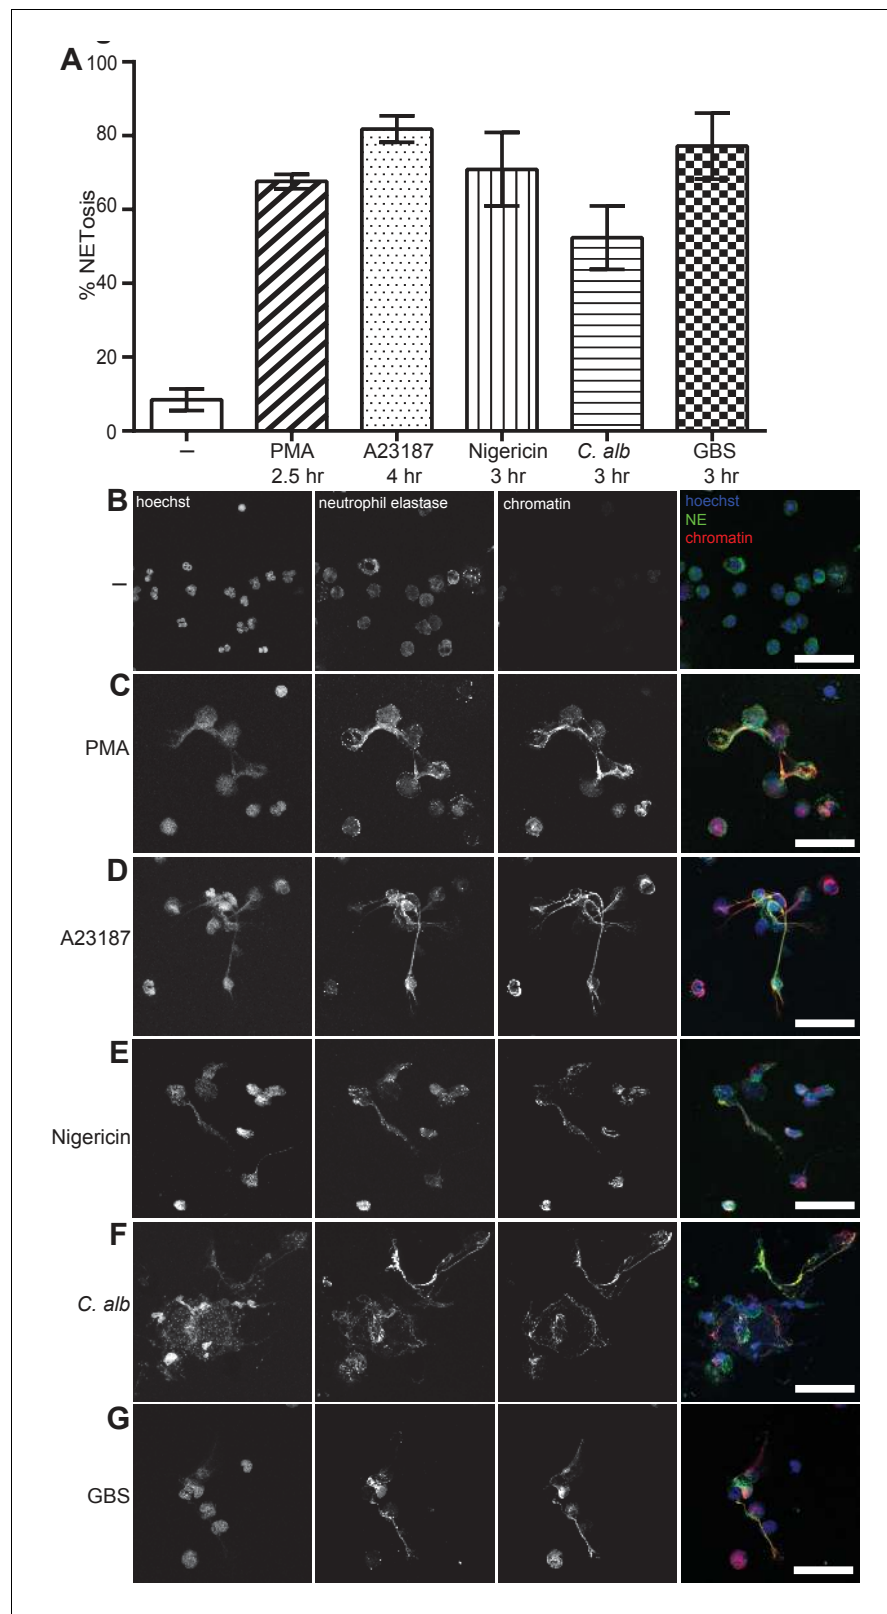 A
100
80
60
40
20
0
% NETosis
– PMA A23187 Nigericin C. alb GBS
2.5 hr 4 hr 3 hr 3 hr 3 hr
B hoechst neutrophil elastase chromatin hoechst
NE
chromatin
–
C
PMA
D
A23187
E
Nigericin
F
C. alb
G
GBS